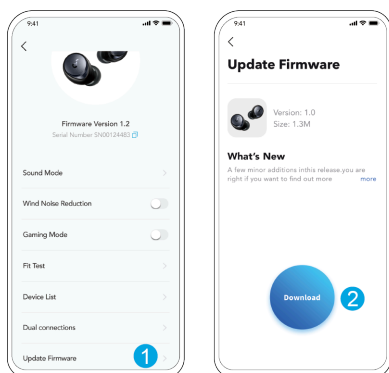 9:41
Firmware Version 1.2
Serial Number SN00124483
Sound Mode
Wind Noise Reduction
Gaming Mode
Fit Test
Device List
Dual connections
Update Firmware
1
9:41
Update Firmware
Version: 1.0
Size: 1.3M
What's New
A few minor additions inthis release.you are
right if you want to find out more more
Download
2